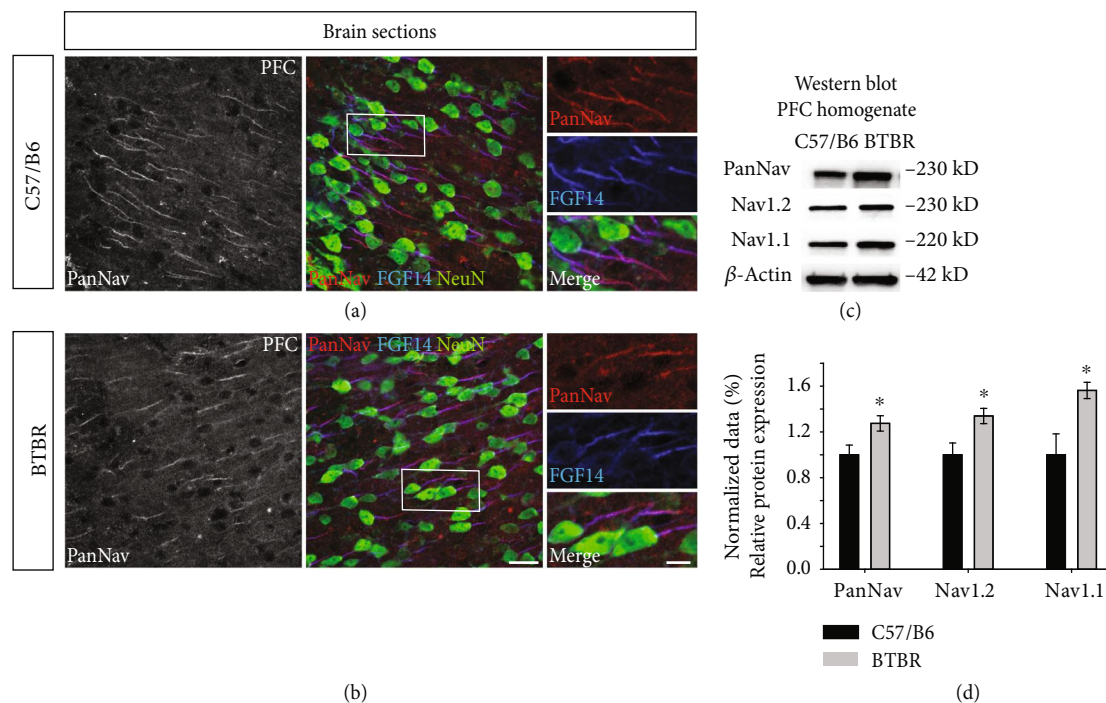 Brain sections
C57/B6
PFC
PanNav
PanNav FGF14 NeuN
PanNav
FGF14
Merge
(a)
BTBR
PFC
PanNav
PanNav FGF14 NeuN
PanNav
FGF14
Merge
(b)
Western blot
PFC homogenate
C57/B6 BTBR
PanNav –230 kD
Nav1.2 –230 kD
Nav1.1 –220 kD
β-Actin –42 kD
(c)
Normalized data (%)
Relative protein expression
1.6
1.2
0.8
0.4
0.0
* * *
PanNav Nav1.2 Nav1.1
C57/B6
BTBR
(d)